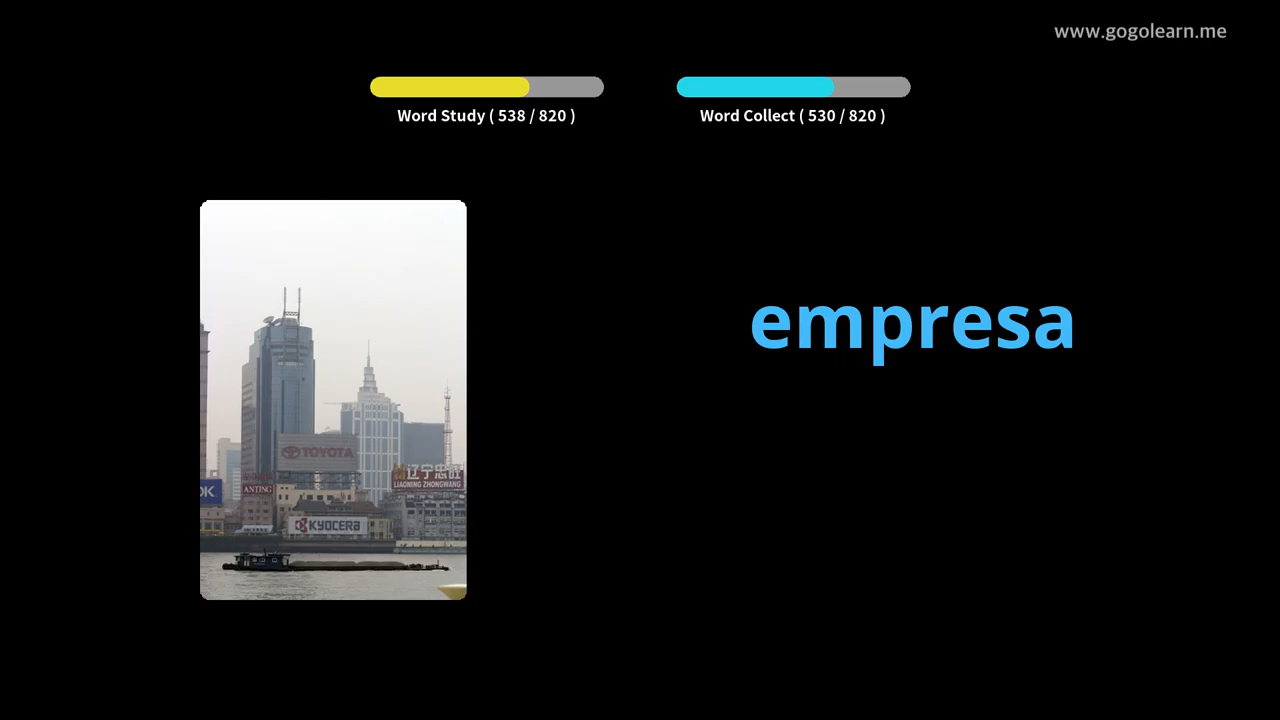 www.gogolearn.me
Word Study ( 538 / 820 )
Word Collect ( 530 / 820 )
empresa
TOYOTA
辽宁忠旺
LIAONING ZHONGWANG
OK
ANTING
KYOCERA